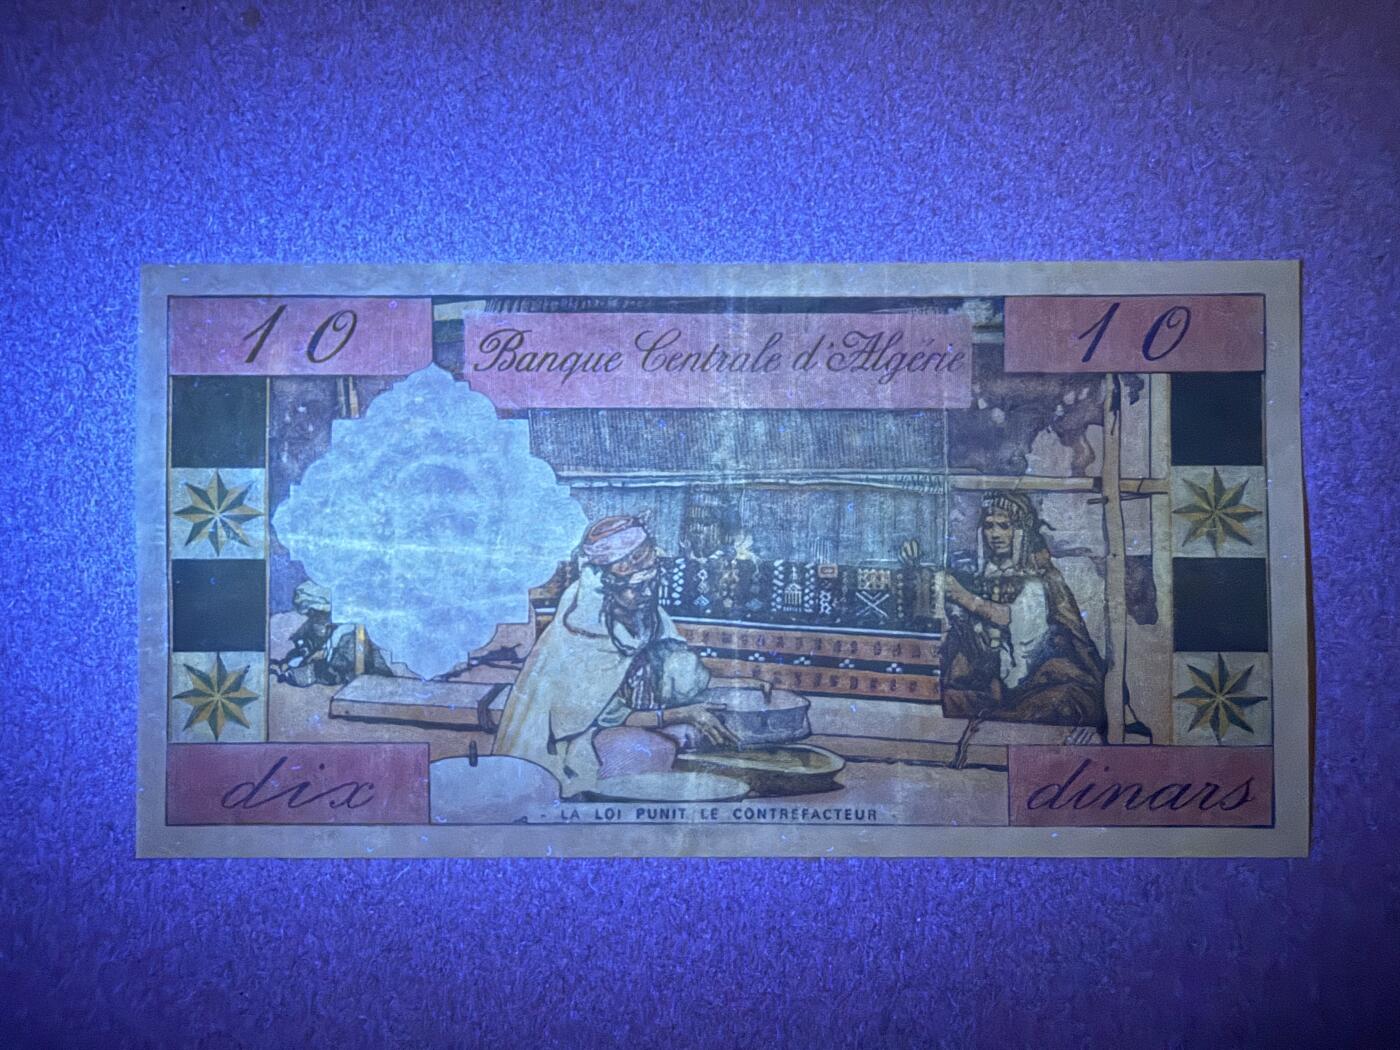 10
Banque Centrale d'Algérie
10
dix
- LA LOI PUNIT LE CONTREFACTEUR -
dinars